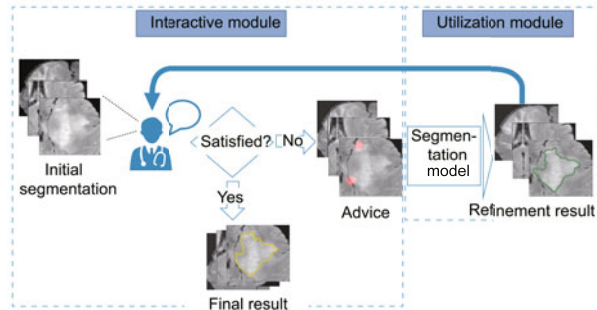 Interactive module
Utilization module
Initial
segmentation
Satisfied?
No
Yes
Advice
Segmen-
tation
model
Refinement result
Final result